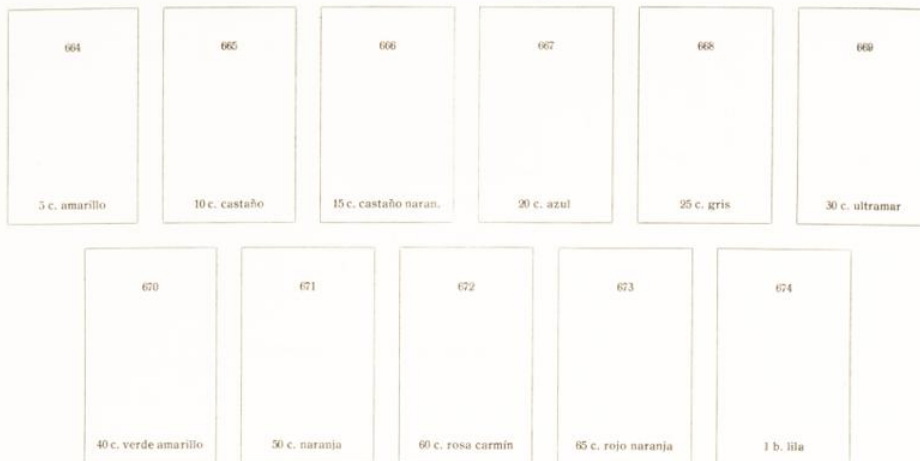 664
665
666
667
668
669
5 c. amarillo
10 c. castaño
15 c. castaño naran.
20 c. azul
25 c. gris
30 c. ultramar
670
671
672
673
674
40 c. verde amarillo
50 c. naranja
60 c. rosa carmín
65 c. rojo naranja
1 b. lila